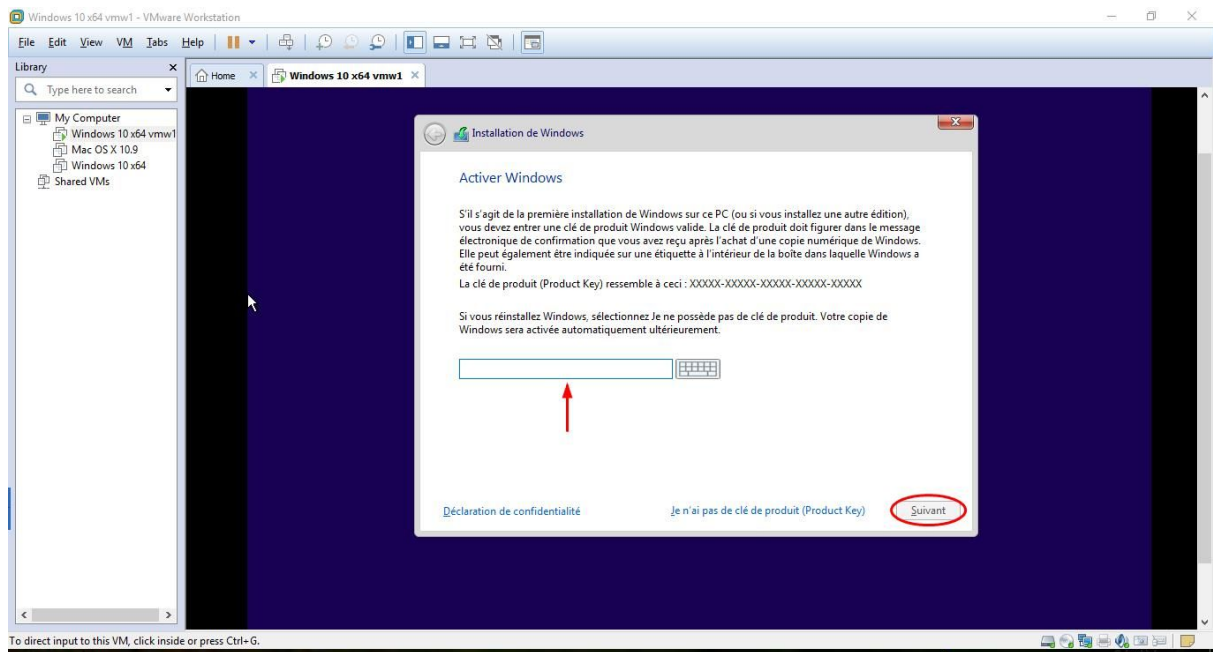 Windows 10 x64 vmw1 - VMware Workstation
File Edit View VM Tabs Help
Library
Type here to search
My Computer
Windows 10 x64 vmw1
Mac OS X 10.9
Windows 10 x64
Shared VMs
Home
Windows 10 x64 vmw1
Installation de Windows
Activer Windows
S'il s'agit de la première installation de Windows sur ce PC (ou si vous installez une autre édition),
vous devez entrer une clé de produit Windows valide. La clé de produit doit figurer dans le message
électronique de confirmation que vous avez reçu après l'achat d'une copie numérique de Windows.
Elle peut également être indiquée sur une étiquette à l'intérieur de la boîte dans laquelle Windows a
été fourni.
La clé de produit (Product Key) ressemble à ceci : XXXXX-XXXXX-XXXXX-XXXXX-XXXXX
Si vous réinstallez Windows, sélectionnez Je ne possède pas de clé de produit. Votre copie de
Windows sera activée automatiquement ultérieurement.
Déclaration de confidentialité
Je n'ai pas de clé de produit (Product Key)
Suivant
To direct input to this VM, click inside or press Ctrl+G.